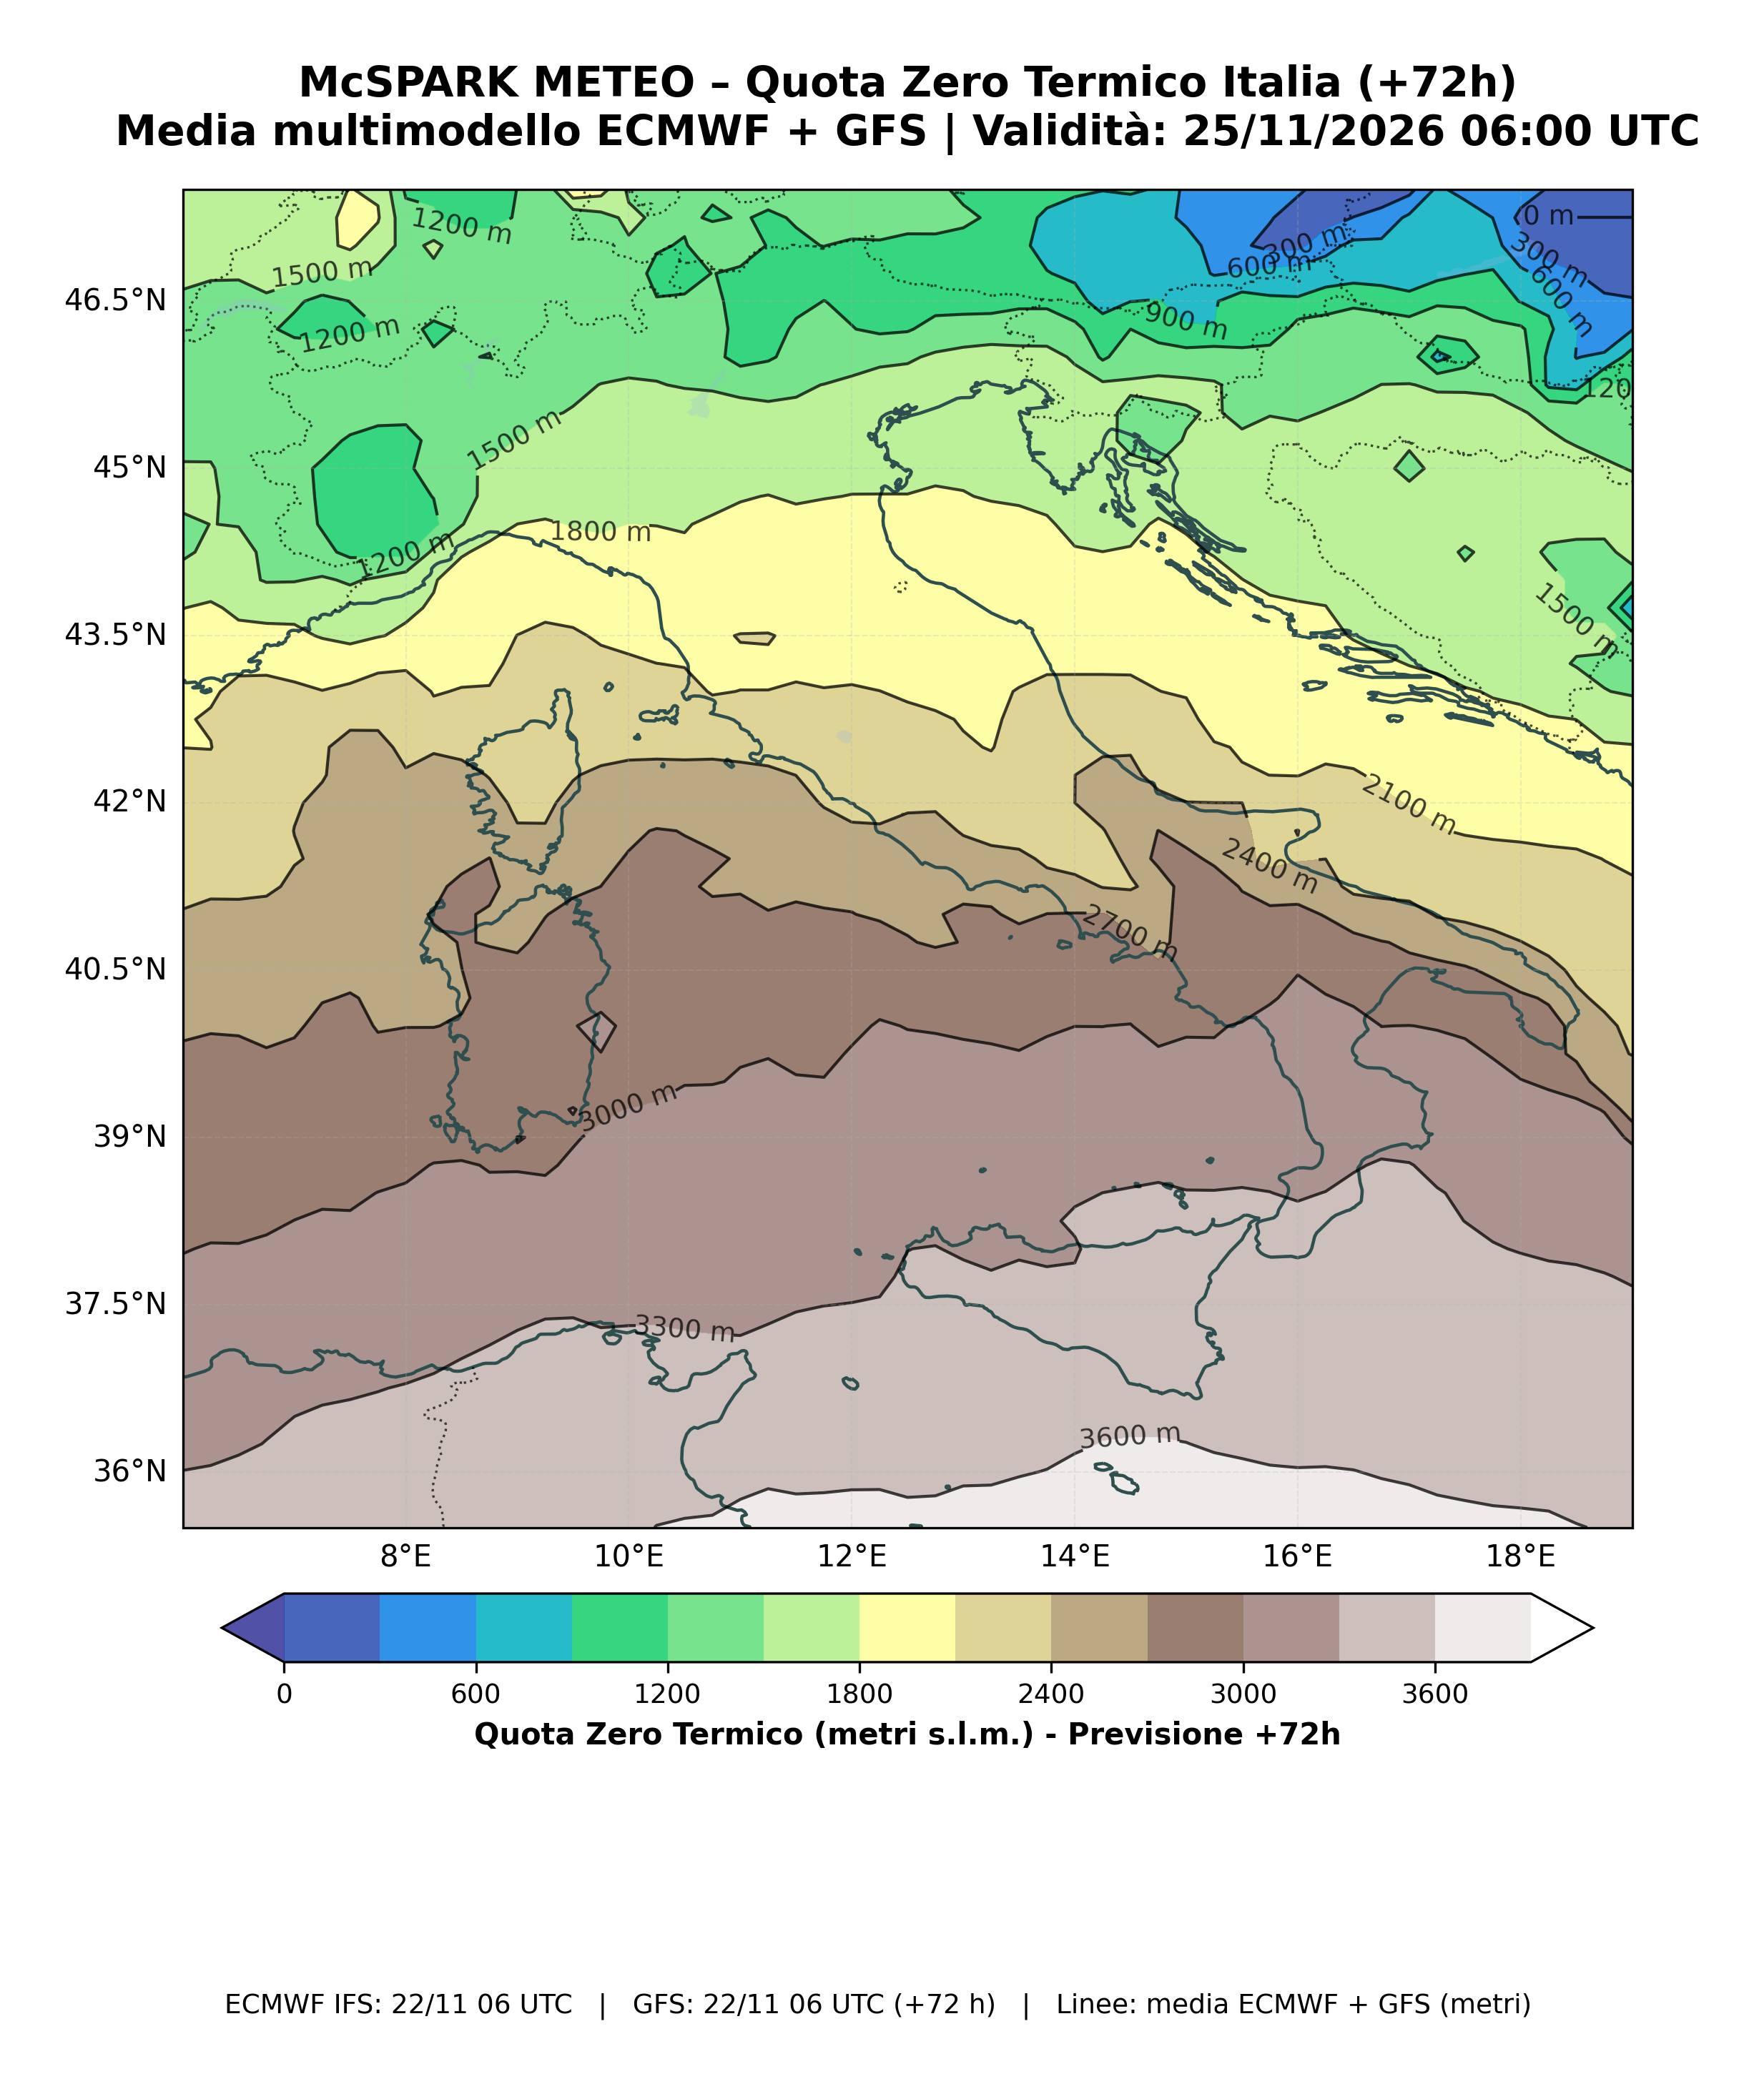 McSPARK METEO – Quota Zero Termico Italia (+72h)
Media multimodello ECMWF + GFS | Validità: 25/11/2026 06:00 UTC
1200 m
0 m
300 m
300 m
1500 m
600 m
600 m
46.5°N
1200 m
900 m
120
1500 m
45°N
1800 m
1200 m
1500 m
43.5°N
42°N
2100 m
2400 m
2700 m
40.5°N
3000 m
39°N
37.5°N
3300 m
3600 m
36°N
8°E 10°E 12°E 14°E 16°E 18°E
0 600 1200 1800 2400 3000 3600
Quota Zero Termico (metri s.l.m.) - Previsione +72h
ECMWF IFS: 22/11 06 UTC | GFS: 22/11 06 UTC (+72 h) | Linee: media ECMWF + GFS (metri)